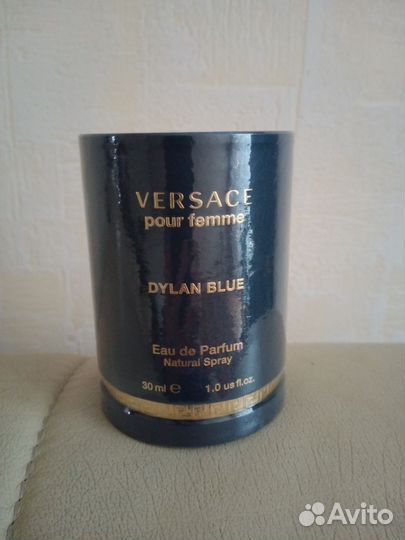 VERSACE
pour femme
DYLAN BLUE
Eau de Parfum
Natural Spray
30 ml ℮ 1.0 us fl.oz.
Avito